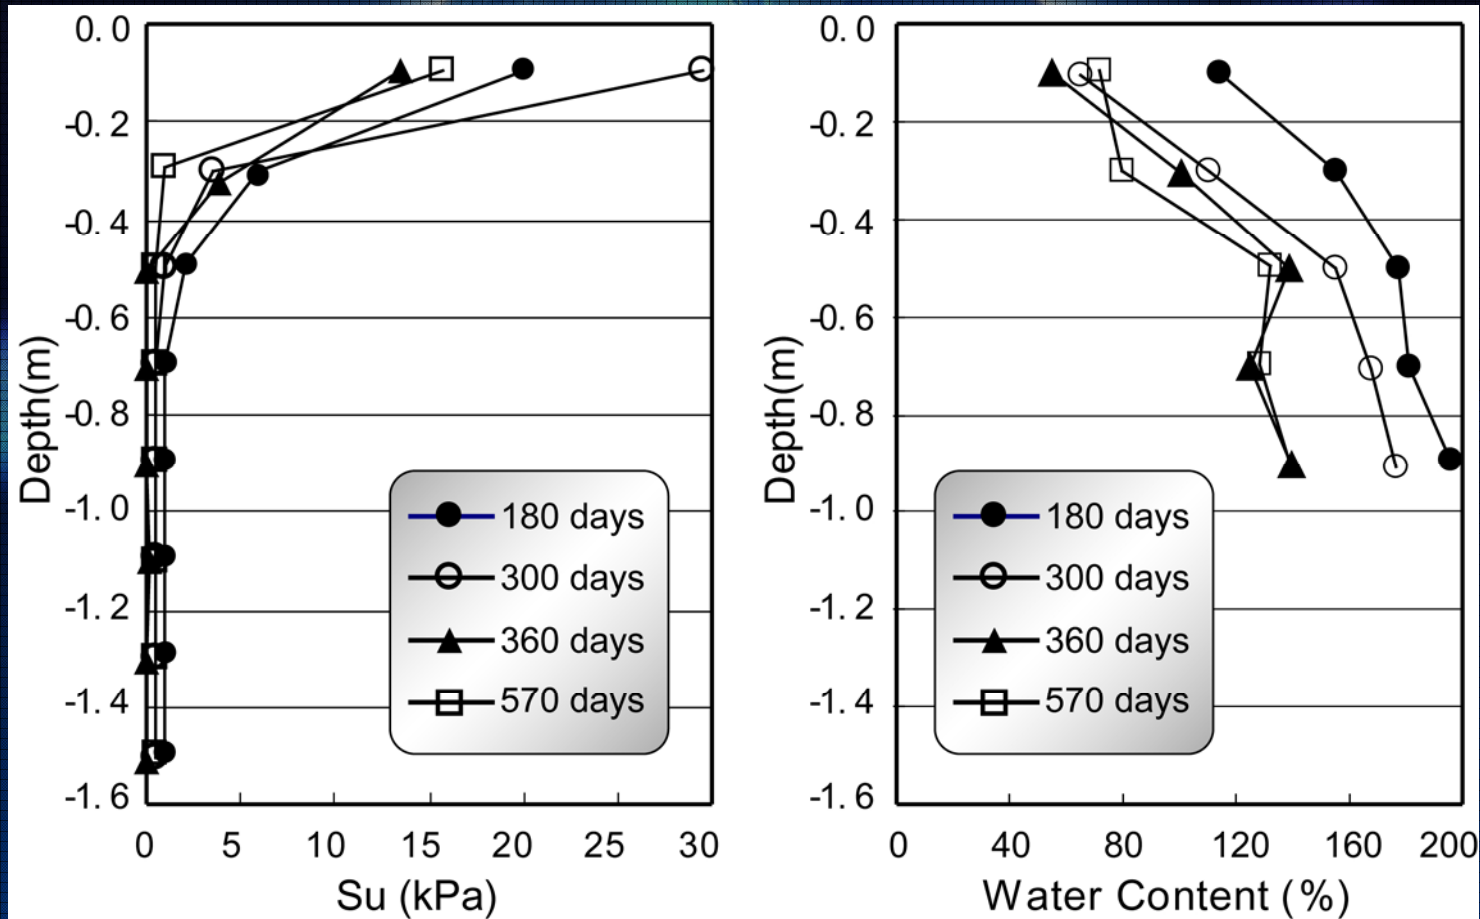 0.0
-0.2
-0.4
-0.6
-0.8
-1.0
-1.2
-1.4
-1.6
Depth(m)
0 5 10 15 20 25 30
Su (kPa)
180 days
300 days
360 days
570 days
0.0
-0.2
-0.4
-0.6
-0.8
-1.0
-1.2
-1.4
-1.6
Depth(m)
0 40 80 120 160 200
Water Content (%)
180 days
300 days
360 days
570 days